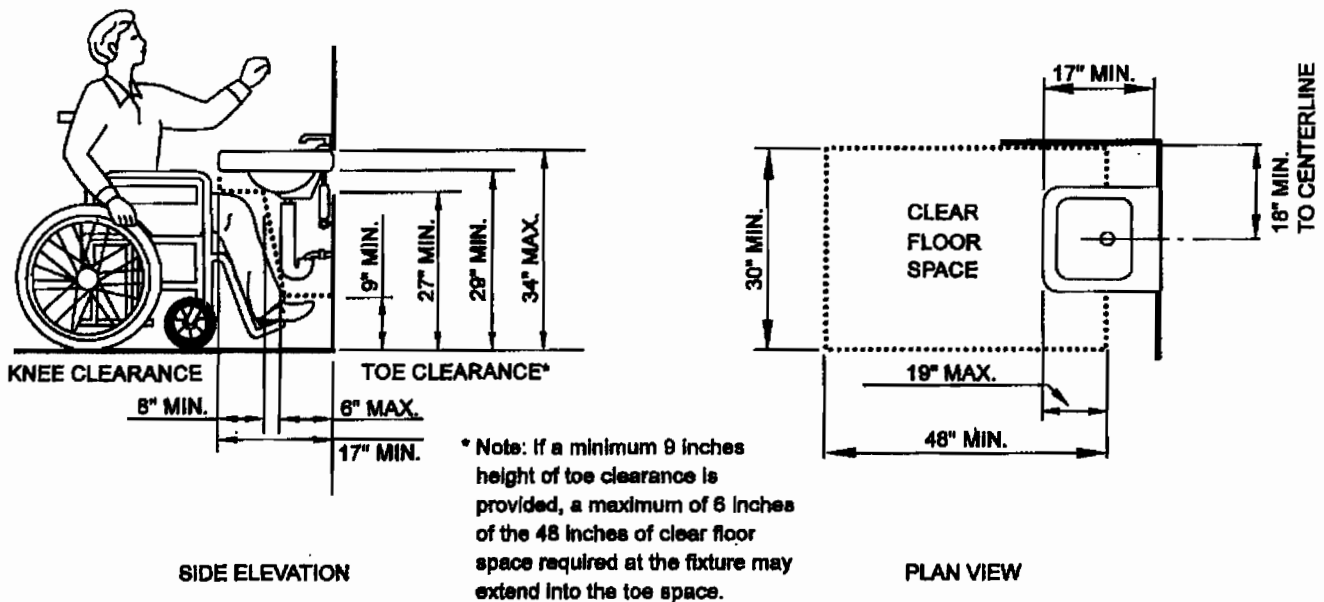 17" MIN.
18" MIN.
TO CENTERLINE
9" MIN.
27" MIN.
29" MIN.
34" MAX.
30" MIN.
CLEAR
FLOOR
SPACE
KNEE CLEARANCE
TOE CLEARANCE*
19" MAX.
8" MIN.
6" MAX.
17" MIN.
48" MIN.
* Note: If a minimum 9 inches
height of toe clearance is
provided, a maximum of 6 inches
of the 48 inches of clear floor
space required at the fixture may
extend into the toe space.
SIDE ELEVATION
PLAN VIEW